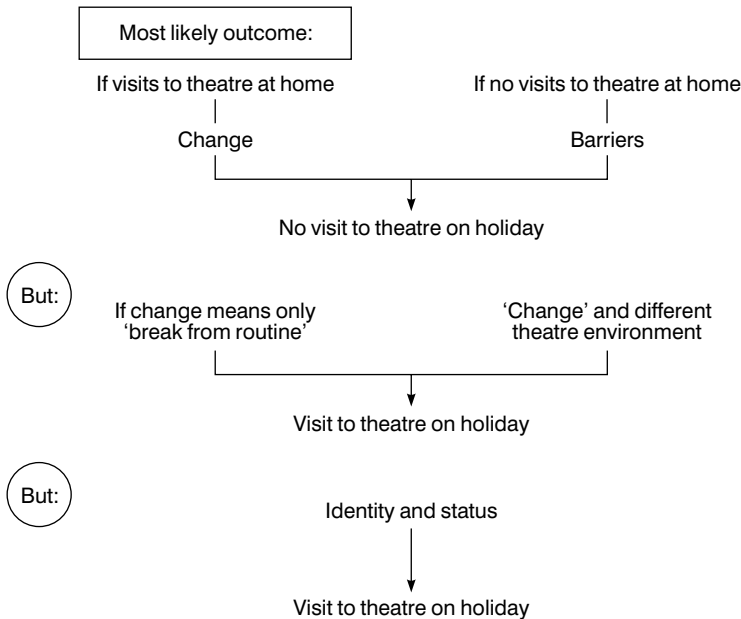 Most likely outcome:
If visits to theatre at home
If no visits to theatre at home
Change
Barriers
No visit to theatre on holiday
But:
If change means only
'break from routine'
'Change' and different
theatre environment
Visit to theatre on holiday
But:
Identity and status
Visit to theatre on holiday